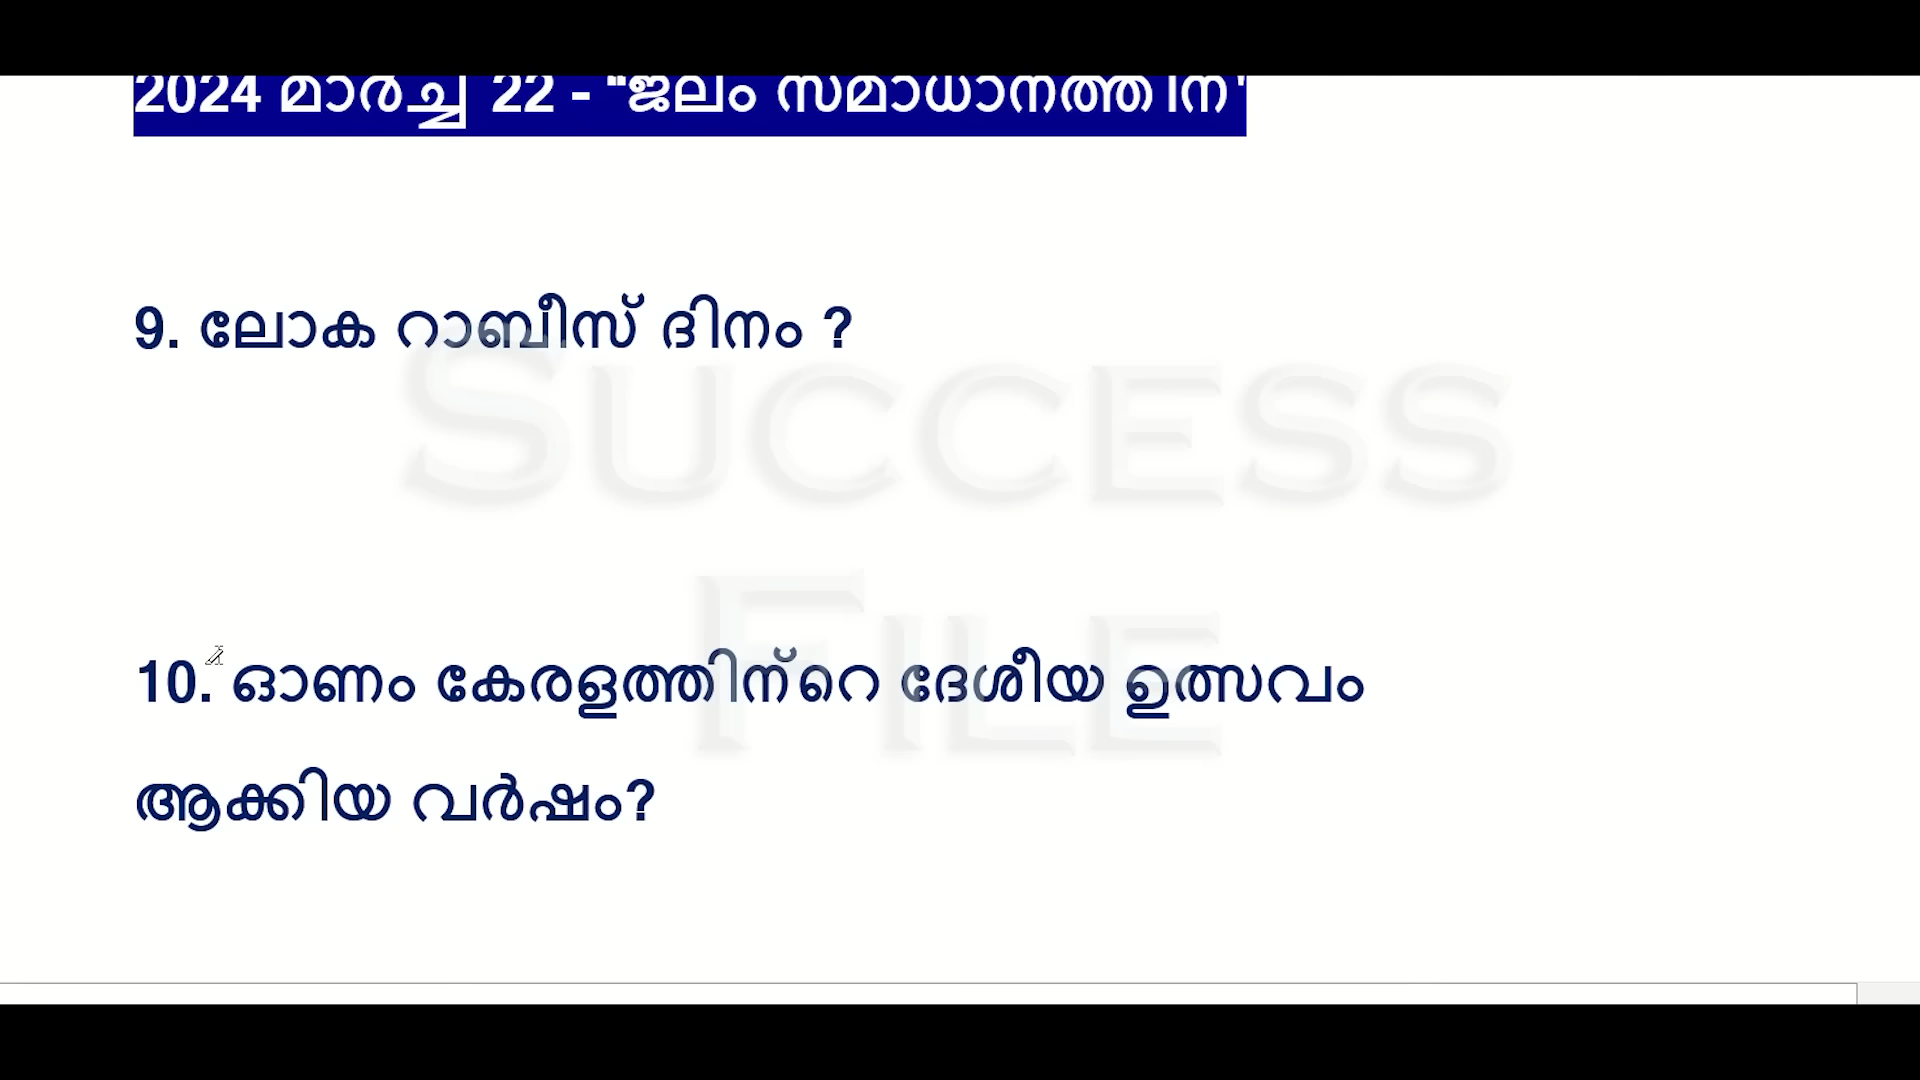 2024 മാർച്ച് 22 - "ജലം സമാധാനത്തിന്"
9. ലോക റാബീസ് ദിനം ?
SUCCESS
FILE
10. ഓണം കേരളത്തിന്റെ ദേശീയ ഉത്സവം
ആക്കിയ വർഷം?